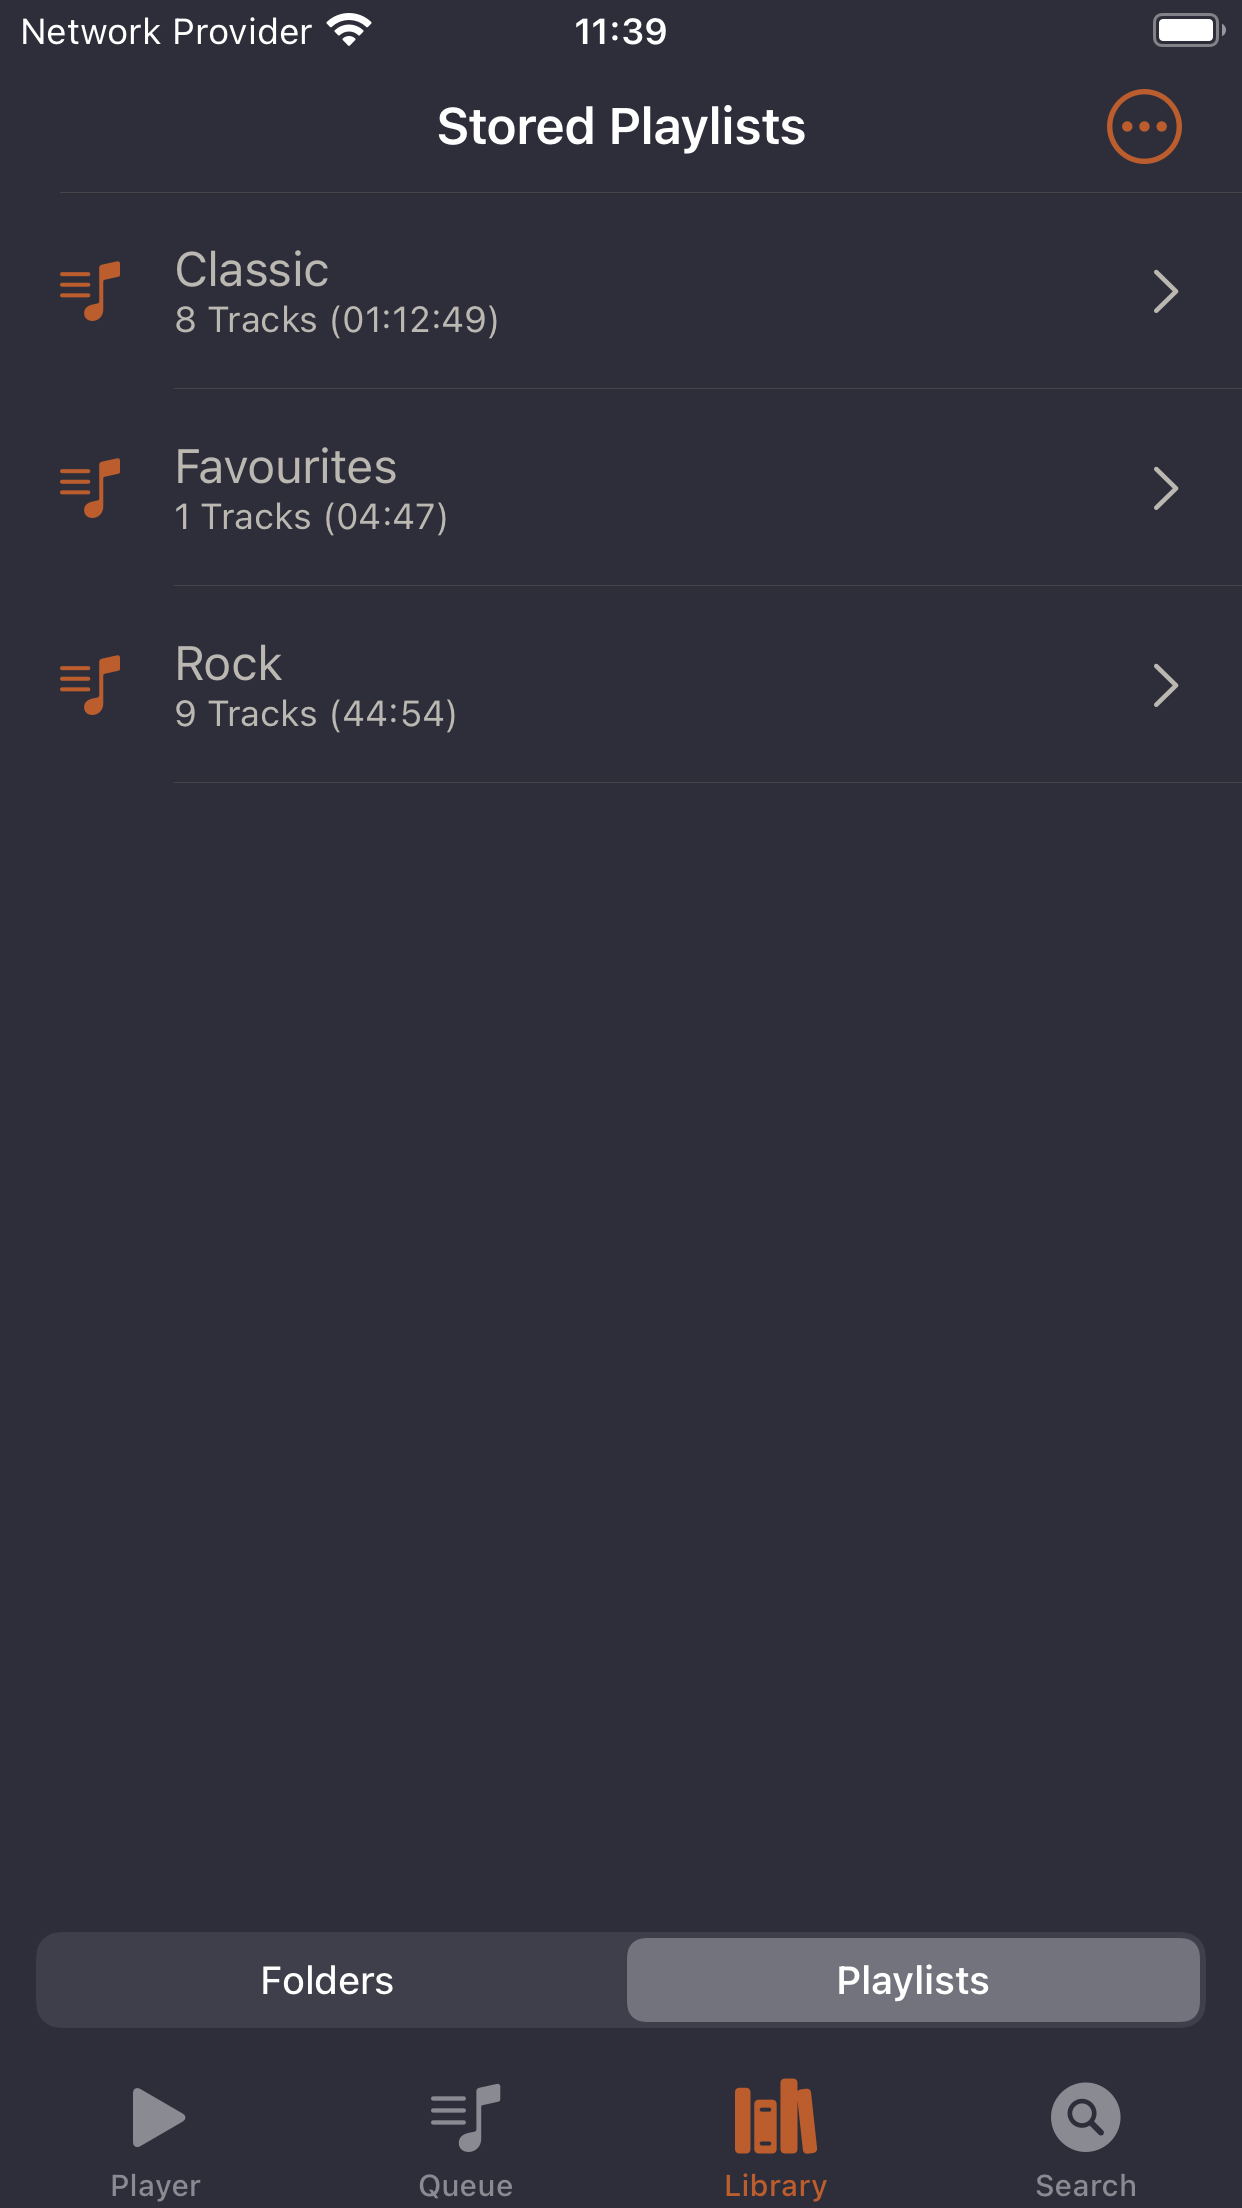 Network Provider 11:39
Stored Playlists
Classic
8 Tracks (01:12:49)
Favourites
1 Tracks (04:47)
Rock
9 Tracks (44:54)
Folders Playlists
Player Queue Library Search